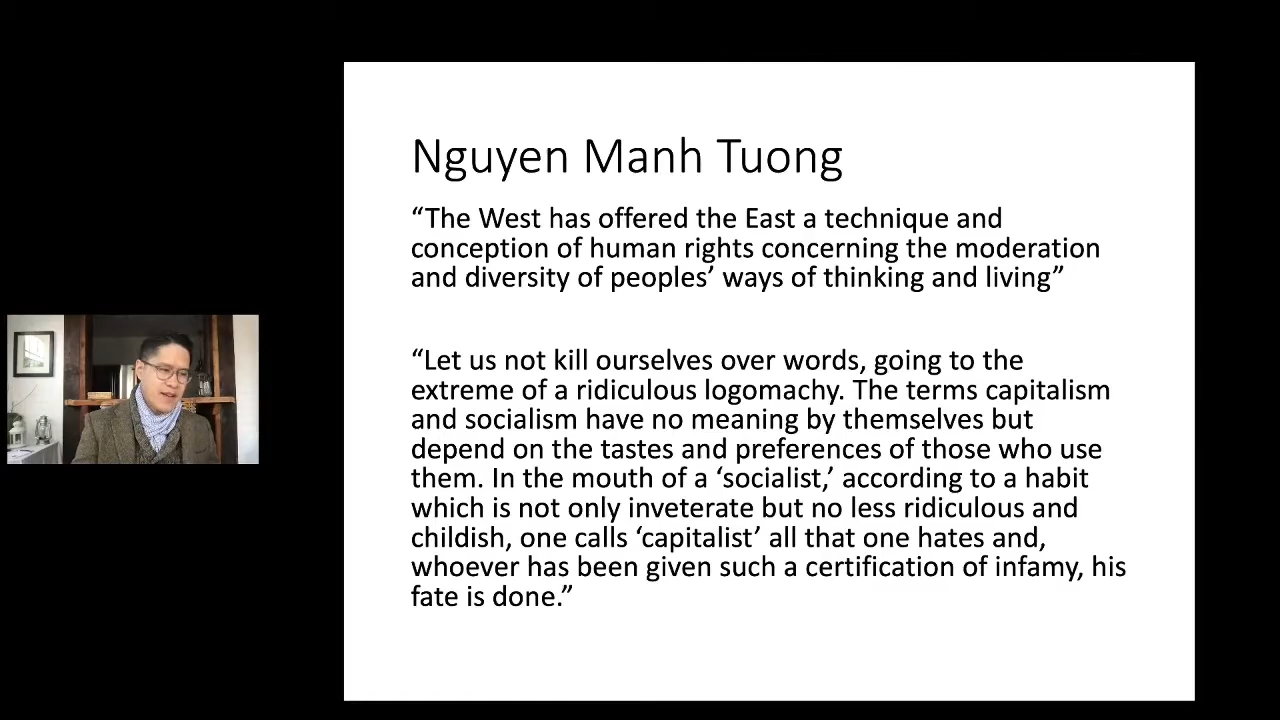 Nguyen Manh Tuong
“The West has offered the East a technique and
conception of human rights concerning the moderation
and diversity of peoples’ ways of thinking and living”
“Let us not kill ourselves over words, going to the
extreme of a ridiculous logomachy. The terms capitalism
and socialism have no meaning by themselves but
depend on the tastes and preferences of those who use
them. In the mouth of a ‘socialist,’ according to a habit
which is not only inveterate but no less ridiculous and
childish, one calls ‘capitalist’ all that one hates and,
whoever has been given such a certification of infamy, his
fate is done.”